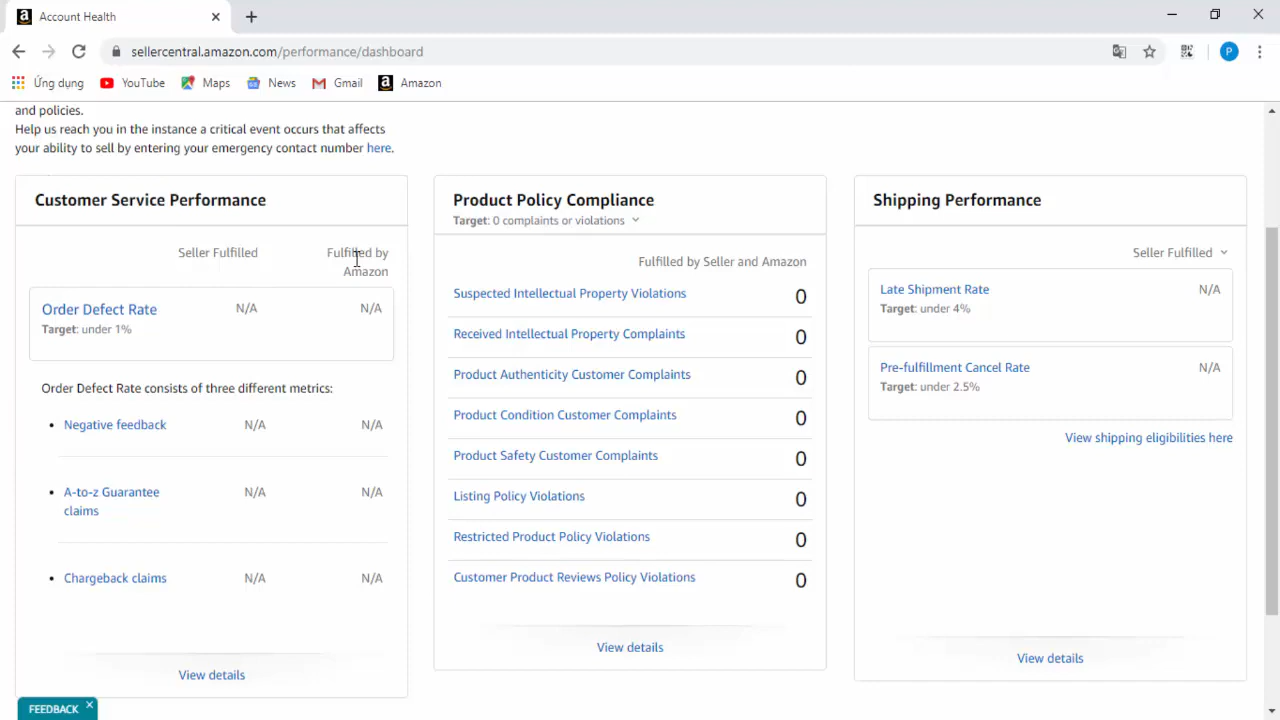 Account Health
sellercentral.amazon.com/performance/dashboard
P
Ứng dụng
YouTube
Maps
News
Gmail
Amazon
and policies.
Help us reach you in the instance a critical event occurs that affects
your ability to sell by entering your emergency contact number here.
Customer Service Performance
Seller Fulfilled
Fulfilled by
Amazon
Order Defect Rate N/A N/A
Target: under 1%
Order Defect Rate consists of three different metrics:
• Negative feedback N/A N/A
• A-to-z Guarantee N/A N/A
claims
• Chargeback claims N/A N/A
View details
Product Policy Compliance
Target: 0 complaints or violations
Fulfilled by Seller and Amazon
Suspected Intellectual Property Violations 0
Received Intellectual Property Complaints 0
Product Authenticity Customer Complaints 0
Product Condition Customer Complaints 0
Product Safety Customer Complaints 0
Listing Policy Violations 0
Restricted Product Policy Violations 0
Customer Product Reviews Policy Violations 0
View details
Shipping Performance
Seller Fulfilled
Late Shipment Rate N/A
Target: under 4%
Pre-fulfillment Cancel Rate N/A
Target: under 2.5%
View shipping eligibilities here
View details
FEEDBACK